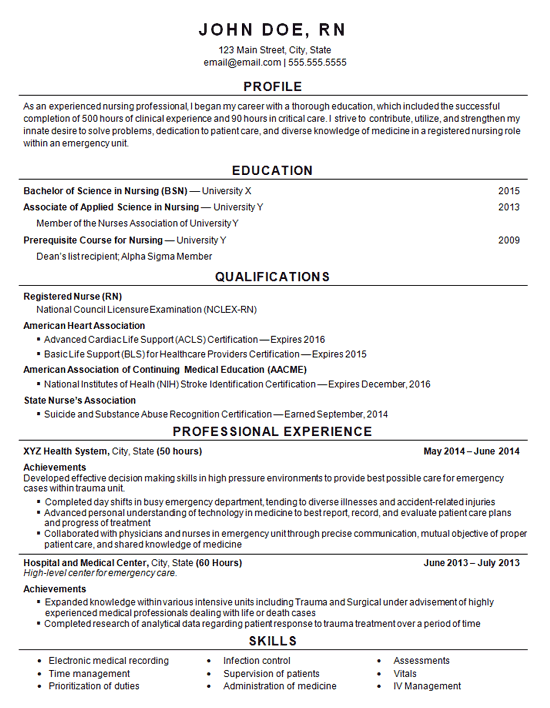 JOHN DOE, RN
123 Main Street, City, State
email@email.com | 555.555.5555
PROFILE
As an experienced nursing professional, I began my career with a thorough education, which included the successful
completion of 500 hours of clinical experience and 90 hours in critical care. I strive to contribute, utilize, and strengthen my
innate desire to solve problems, dedication to patient care, and diverse knowledge of medicine in a registered nursing role
within an emergency unit.
EDUCATION
Bachelor of Science in Nursing (BSN) — University X 2015
Associate of Applied Science in Nursing — University Y 2013
Member of the Nurses Association of University Y
Prerequisite Course for Nursing — University Y 2009
Dean's list recipient; Alpha Sigma Member
QUALIFICATIONS
Registered Nurse (RN)
National Council Licensure Examination (NCLEX-RN)
American Heart Association
▪ Advanced Cardiac Life Support (ACLS) Certification — Expires 2016
▪ Basic Life Support (BLS) for Healthcare Providers Certification — Expires 2015
American Association of Continuing Medical Education (AACME)
▪ National Institutes of Health (NIH) Stroke Identification Certification — Expires December, 2016
State Nurse's Association
▪ Suicide and Substance Abuse Recognition Certification — Earned September, 2014
PROFESSIONAL EXPERIENCE
XYZ Health System, City, State (50 hours) May 2014 – June 2014
Achievements
Developed effective decision making skills in high pressure environments to provide best possible care for emergency
cases within trauma unit.
▪ Completed day shifts in busy emergency department, tending to diverse illnesses and accident-related injuries
▪ Advanced personal understanding of technology in medicine to best report, record, and evaluate patient care plans
and progress of treatment
▪ Collaborated with physicians and nurses in emergency unit through precise communication, mutual objective of proper
patient care, and shared knowledge of medicine
Hospital and Medical Center, City, State (60 Hours) June 2013 – July 2013
High-level center for emergency care.
Achievements
▪ Expanded knowledge within various intensive units including Trauma and Surgical under advisement of highly
experienced medical professionals dealing with life or death cases
▪ Completed research of analytical data regarding patient response to trauma treatment over a period of time
SKILLS
• Electronic medical recording • Infection control • Assessments
• Time management • Supervision of patients • Vitals
• Prioritization of duties • Administration of medicine • IV Management